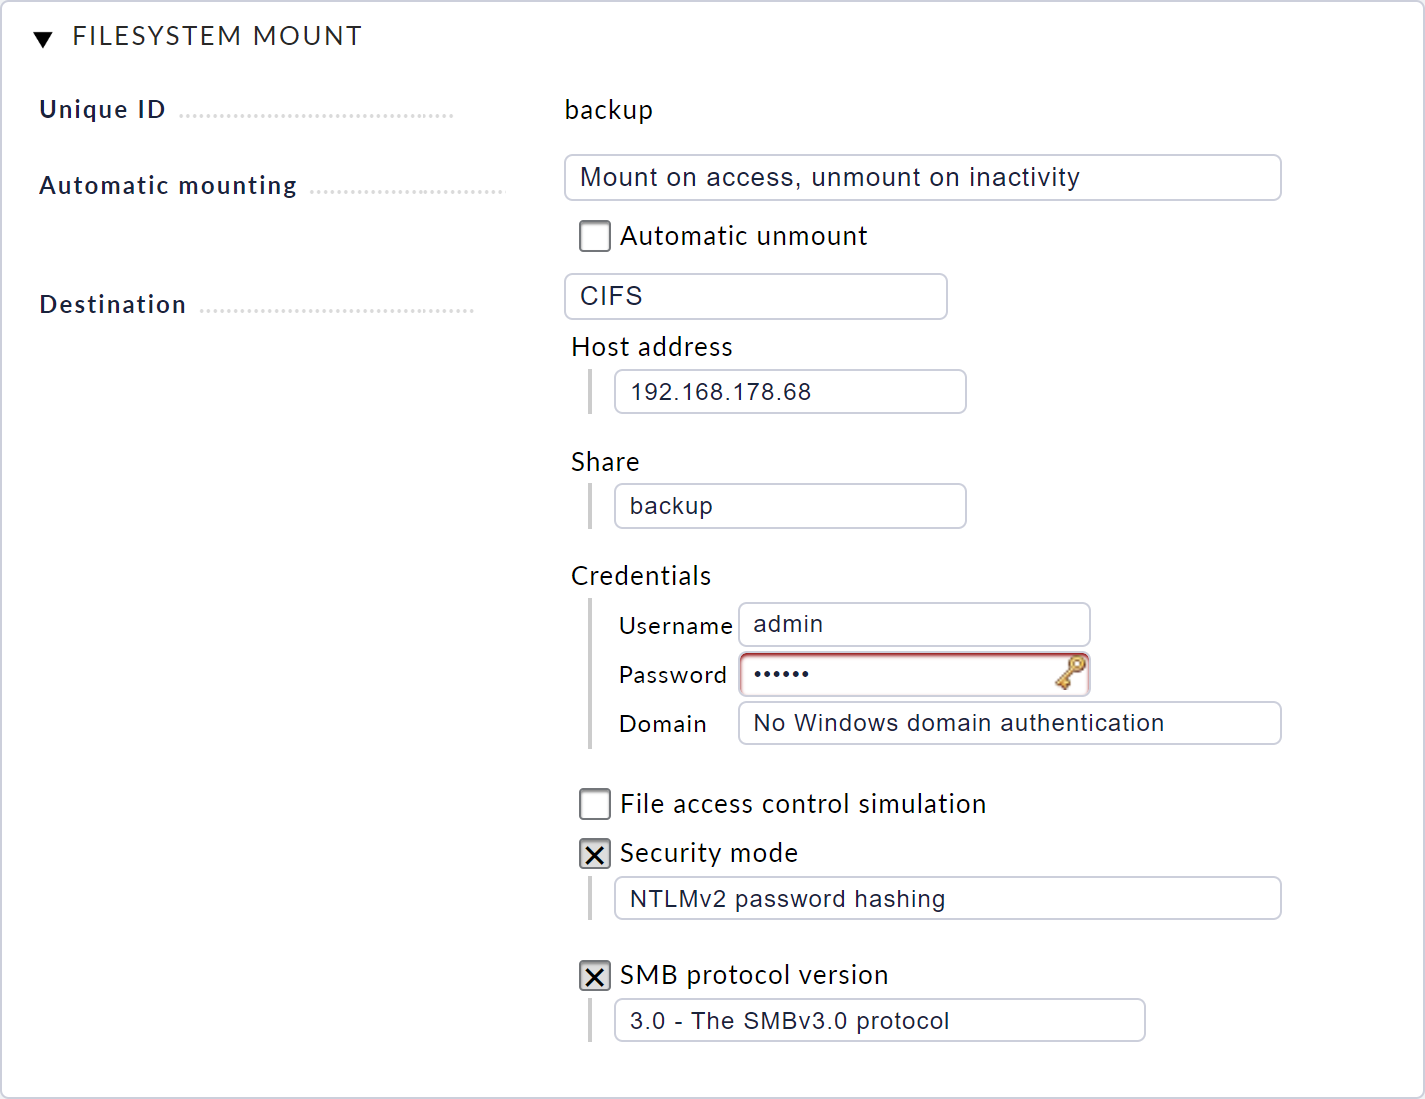 FILESYSTEM MOUNT
Unique ID backup
Automatic mounting Mount on access, unmount on inactivity
Automatic unmount
Destination CIFS
Host address
192.168.178.68
Share
backup
Credentials
Username admin
Password ••••••
Domain No Windows domain authentication
File access control simulation
Security mode
NTLMv2 password hashing
SMB protocol version
3.0 - The SMBv3.0 protocol